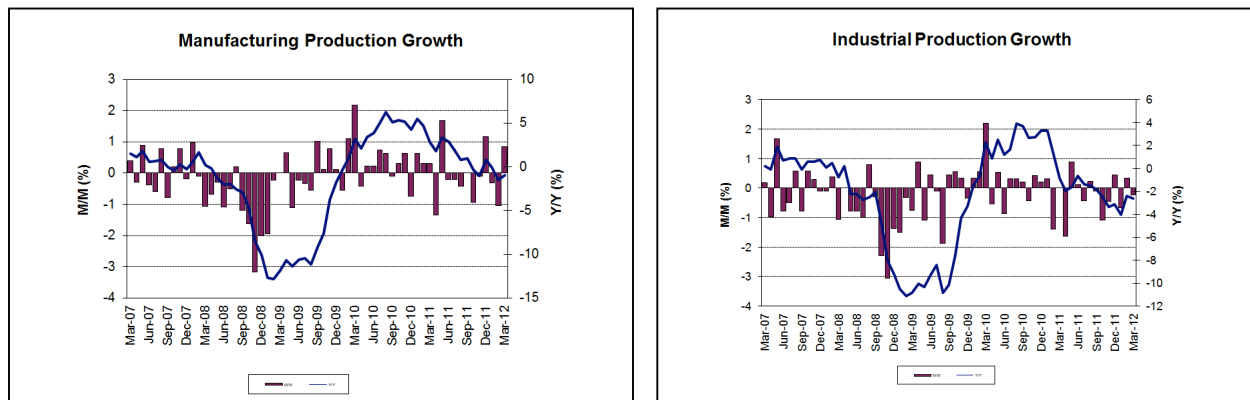 Manufacturing Production Growth
3
2
1
0
-1
-2
-3
-4
M/M (%)
10
5
0
-5
-10
-15
Y/Y (%)
Mar-07
Jun-07
Sep-07
Dec-07
Mar-08
Jun-08
Sep-08
Dec-08
Mar-09
Jun-09
Sep-09
Dec-09
Mar-10
Jun-10
Sep-10
Dec-10
Mar-11
Jun-11
Sep-11
Dec-11
Mar-12
M/M
Y/Y
Industrial Production Growth
3
2
1
0
-1
-2
-3
-4
M/M (%)
6
4
2
0
-2
-4
-6
-8
-10
-12
Y/Y (%)
Mar-07
Jun-07
Sep-07
Dec-07
Mar-08
Jun-08
Sep-08
Dec-08
Mar-09
Jun-09
Sep-09
Dec-09
Mar-10
Jun-10
Sep-10
Dec-10
Mar-11
Jun-11
Sep-11
Dec-11
Mar-12
M/M
Y/Y